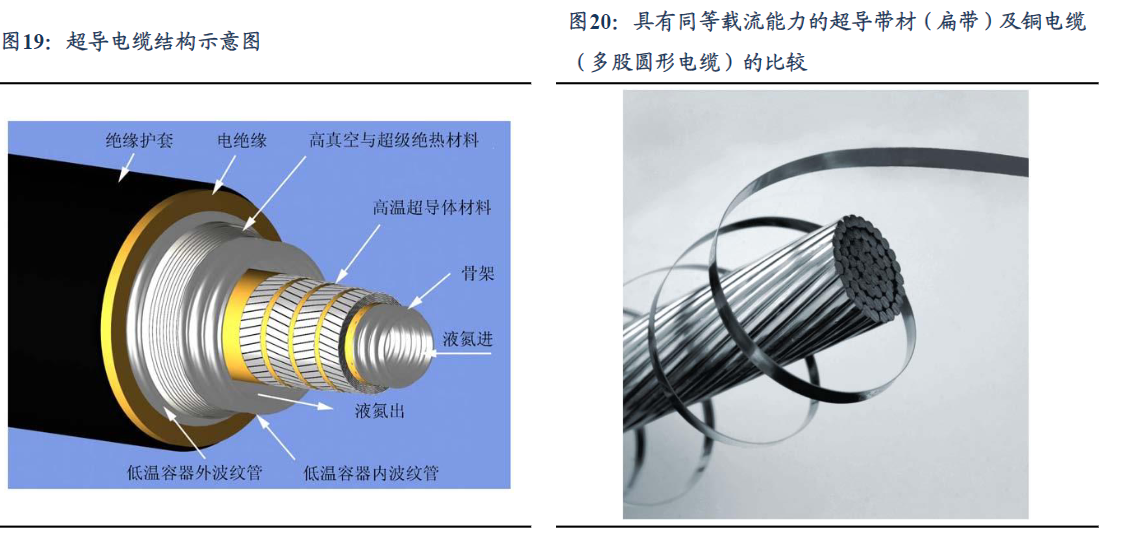 图19：超导电缆结构示意图
绝缘护套
电绝缘
高真空与超级绝热材料
高温超导体材料
骨架
液氮进
液氮出
低温容器外波纹管
低温容器内波纹管
图20：具有同等载流能力的超导带材（扁带）及铜电缆
（多股圆形电缆）的比较